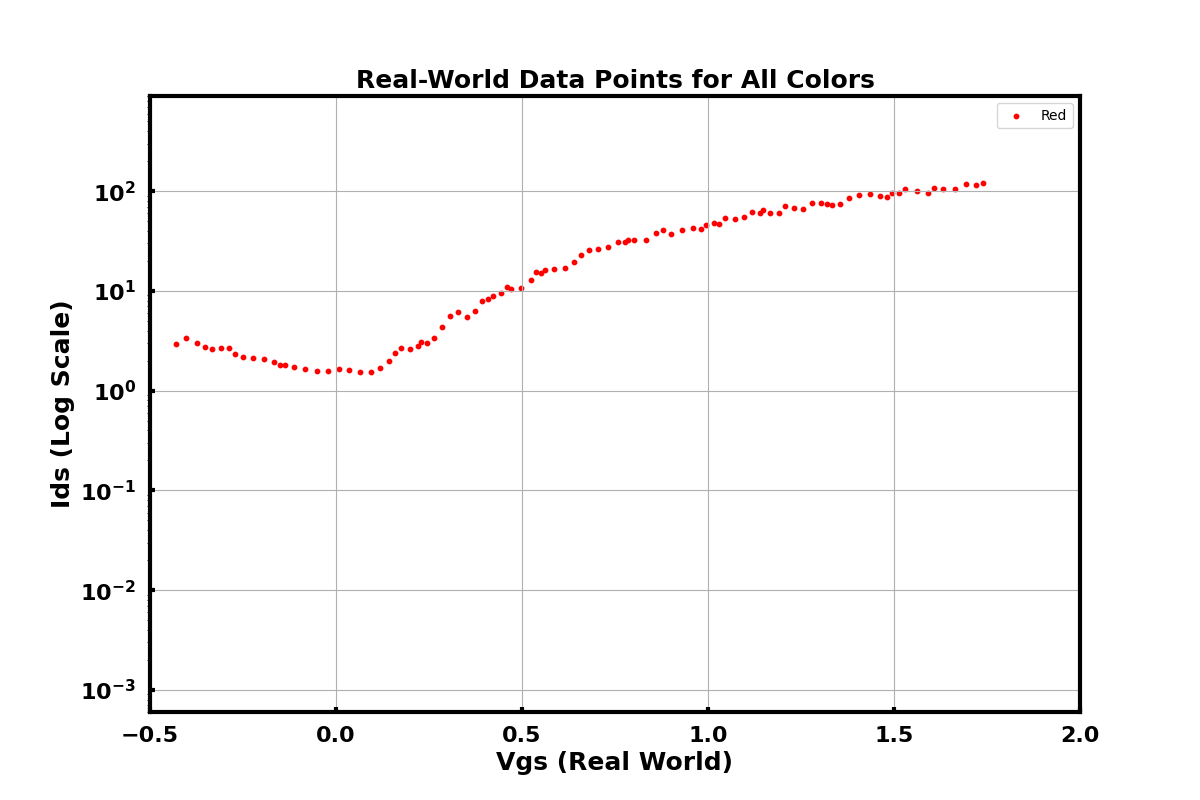 Real-World Data Points for All Colors
Red
Ids (Log Scale)
10²
10¹
10⁰
10⁻¹
10⁻²
10⁻³
−0.5 0.0 0.5 1.0 1.5 2.0
Vgs (Real World)